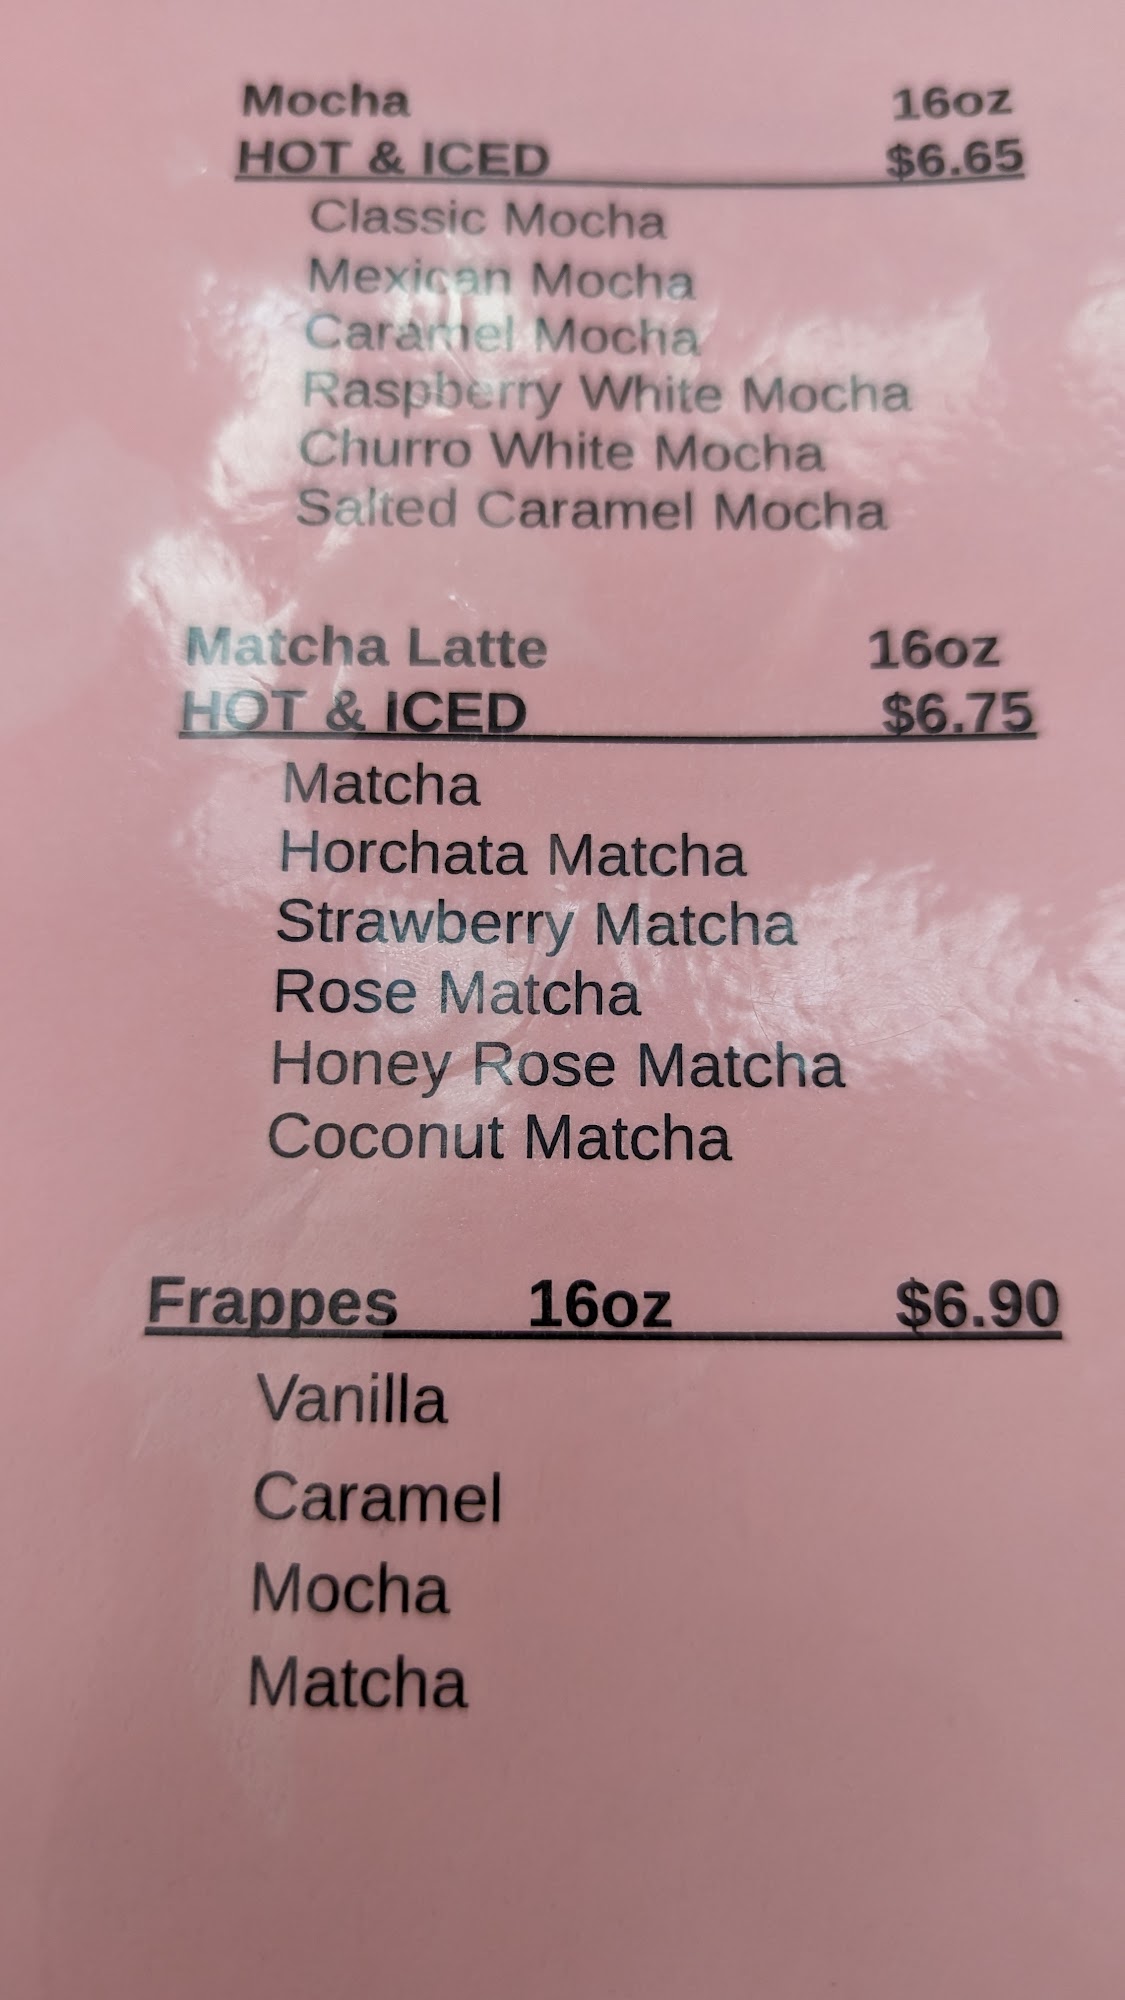 Mocha 16oz
HOT & ICED $6.65
Classic Mocha
Mexican Mocha
Caramel Mocha
Raspberry White Mocha
Churro White Mocha
Salted Caramel Mocha
Matcha Latte 16oz
HOT & ICED $6.75
Matcha
Horchata Matcha
Strawberry Matcha
Rose Matcha
Honey Rose Matcha
Coconut Matcha
Frappes 16oz $6.90
Vanilla
Caramel
Mocha
Matcha